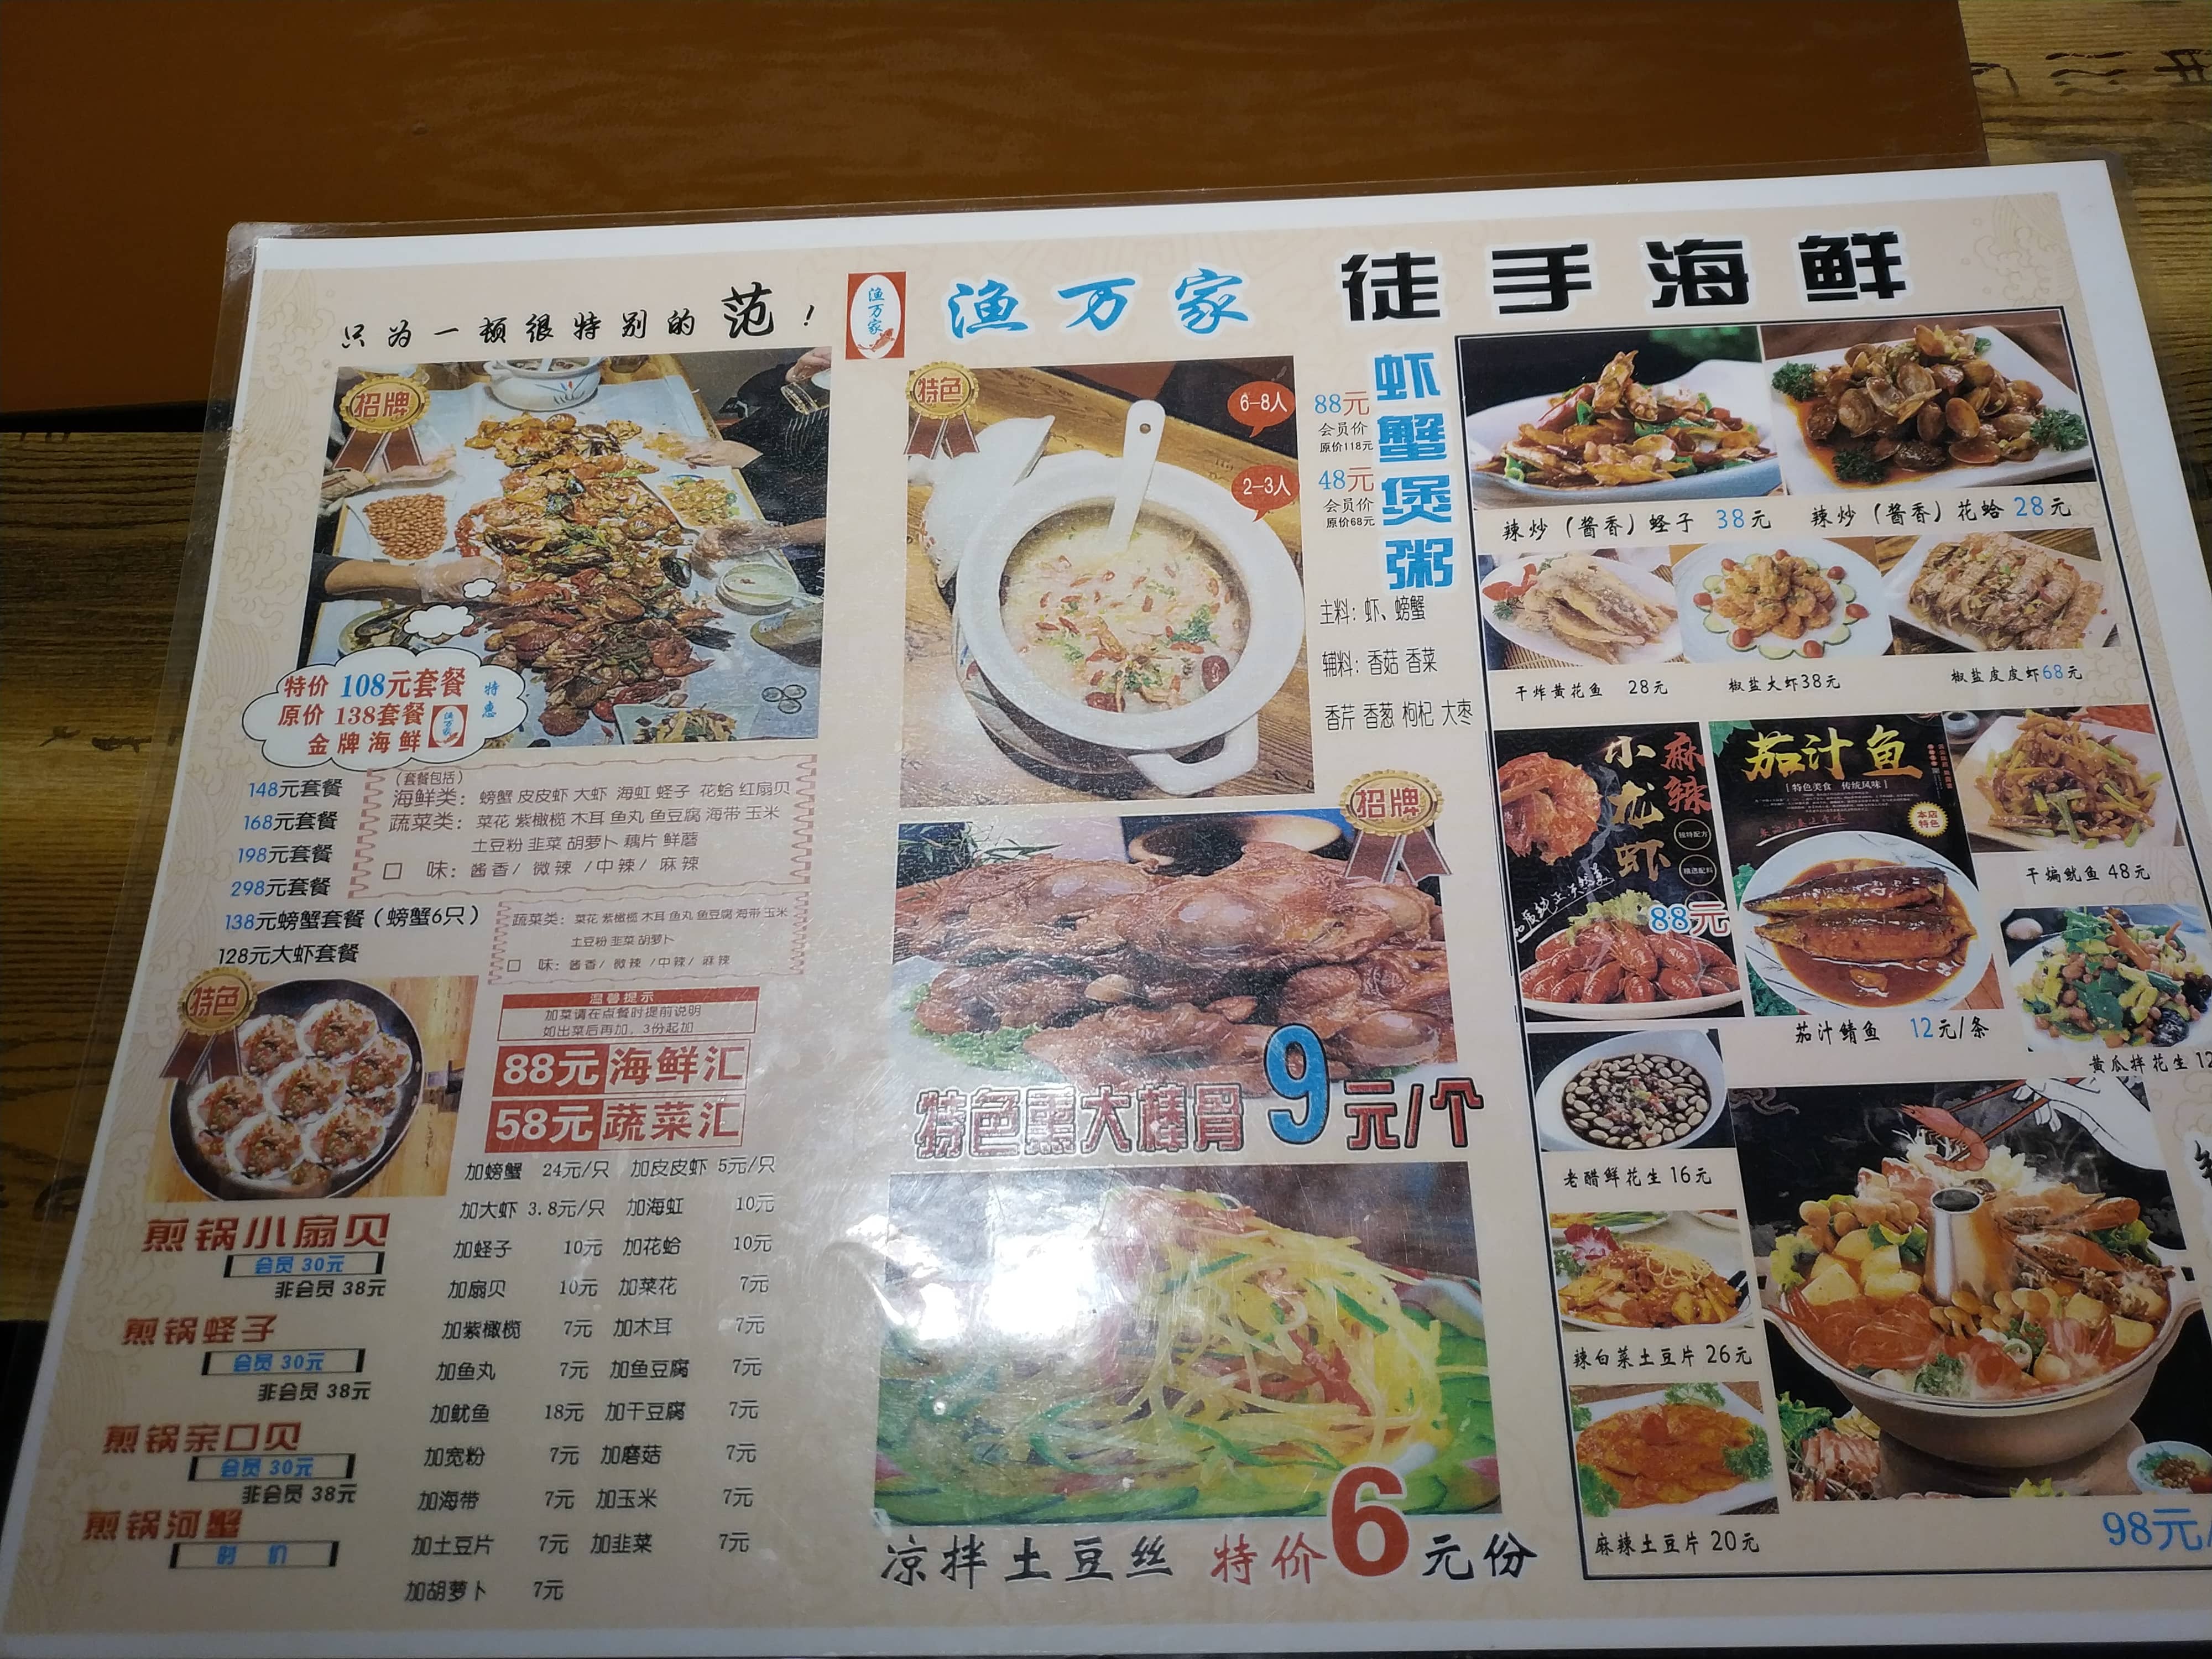 只为一顿很特别的范！
渔万家
渔万家
徒手海鲜
招牌
特价 108元套餐
原价 138套餐
金牌海鲜
特惠
渔万家
148元套餐
168元套餐
198元套餐
298元套餐
138元螃蟹套餐（螃蟹6只）
128元大虾套餐
（套餐包括）
海鲜类：螃蟹 皮皮虾 大虾 海虹 蛏子 花蛤 红扇贝
蔬菜类：菜花 紫橄榄 木耳 鱼丸 鱼豆腐 海带 玉米
土豆粉 韭菜 胡萝卜 藕片 鲜蘑
口 味：酱香/ 微辣 /中辣/ 麻辣
蔬菜类：菜花 紫橄榄 木耳 鱼丸 鱼豆腐 海带 玉米
土豆粉 韭菜 胡萝卜
口 味：酱香/ 微辣 /中辣/ 麻辣
特色
煎锅小扇贝
会员 30元
非会员 38元
煎锅蛏子
会员 30元
非会员 38元
煎锅亲口贝
会员 30元
非会员 38元
煎锅河蟹
时 价
温馨提示
加菜请在点餐时提前说明
如出菜后再加，3份起加
88元 海鲜汇
58元 蔬菜汇
加螃蟹 24元/只 加皮皮虾 5元/只
加大虾 3.8元/只 加海虹 10元
加蛏子 10元 加花蛤 10元
加扇贝 10元 加菜花 7元
加紫橄榄 7元 加木耳 7元
加鱼丸 7元 加鱼豆腐 7元
加鱿鱼 18元 加干豆腐 7元
加宽粉 7元 加磨菇 7元
加海带 7元 加玉米 7元
加土豆片 7元 加韭菜 7元
加胡萝卜 7元
特色
6-8人
2-3人
虾蟹煲粥
88元
会员价
原价118元
48元
会员价
原价68元
主料：虾、螃蟹
辅料：香菇 香菜
香芹 香葱 枸杞 大枣
招牌
特色熏大棒骨 9元/个
凉拌土豆丝 特价6元份
辣炒（酱香）蛏子 38元
辣炒（酱香）花蛤 28元
干炸黄花鱼 28元
椒盐大虾38元
椒盐皮皮虾68元
麻辣
小龙虾
独特配方
精选配料
88元
茄汁鱼
［特色美食 传统风味］
本店特色
茄汁鲭鱼 12元/条
干煸鱿鱼 48元
黄瓜拌花生 12
老醋鲜花生 16元
辣白菜土豆片 26元
麻辣土豆片 20元
98元/